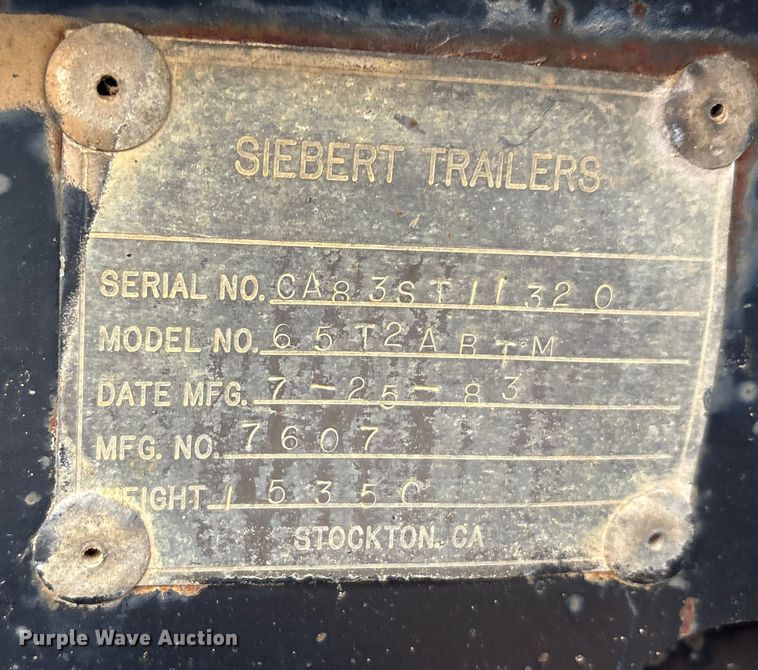 SIEBERT TRAILERS
SERIAL NO. CA83ST11320
MODEL NO. 65T2ABTM
DATE MFG. 7-25-83
MFG. NO. 7607
WEIGHT 15350
STOCKTON, CA
Purple Wave Auction